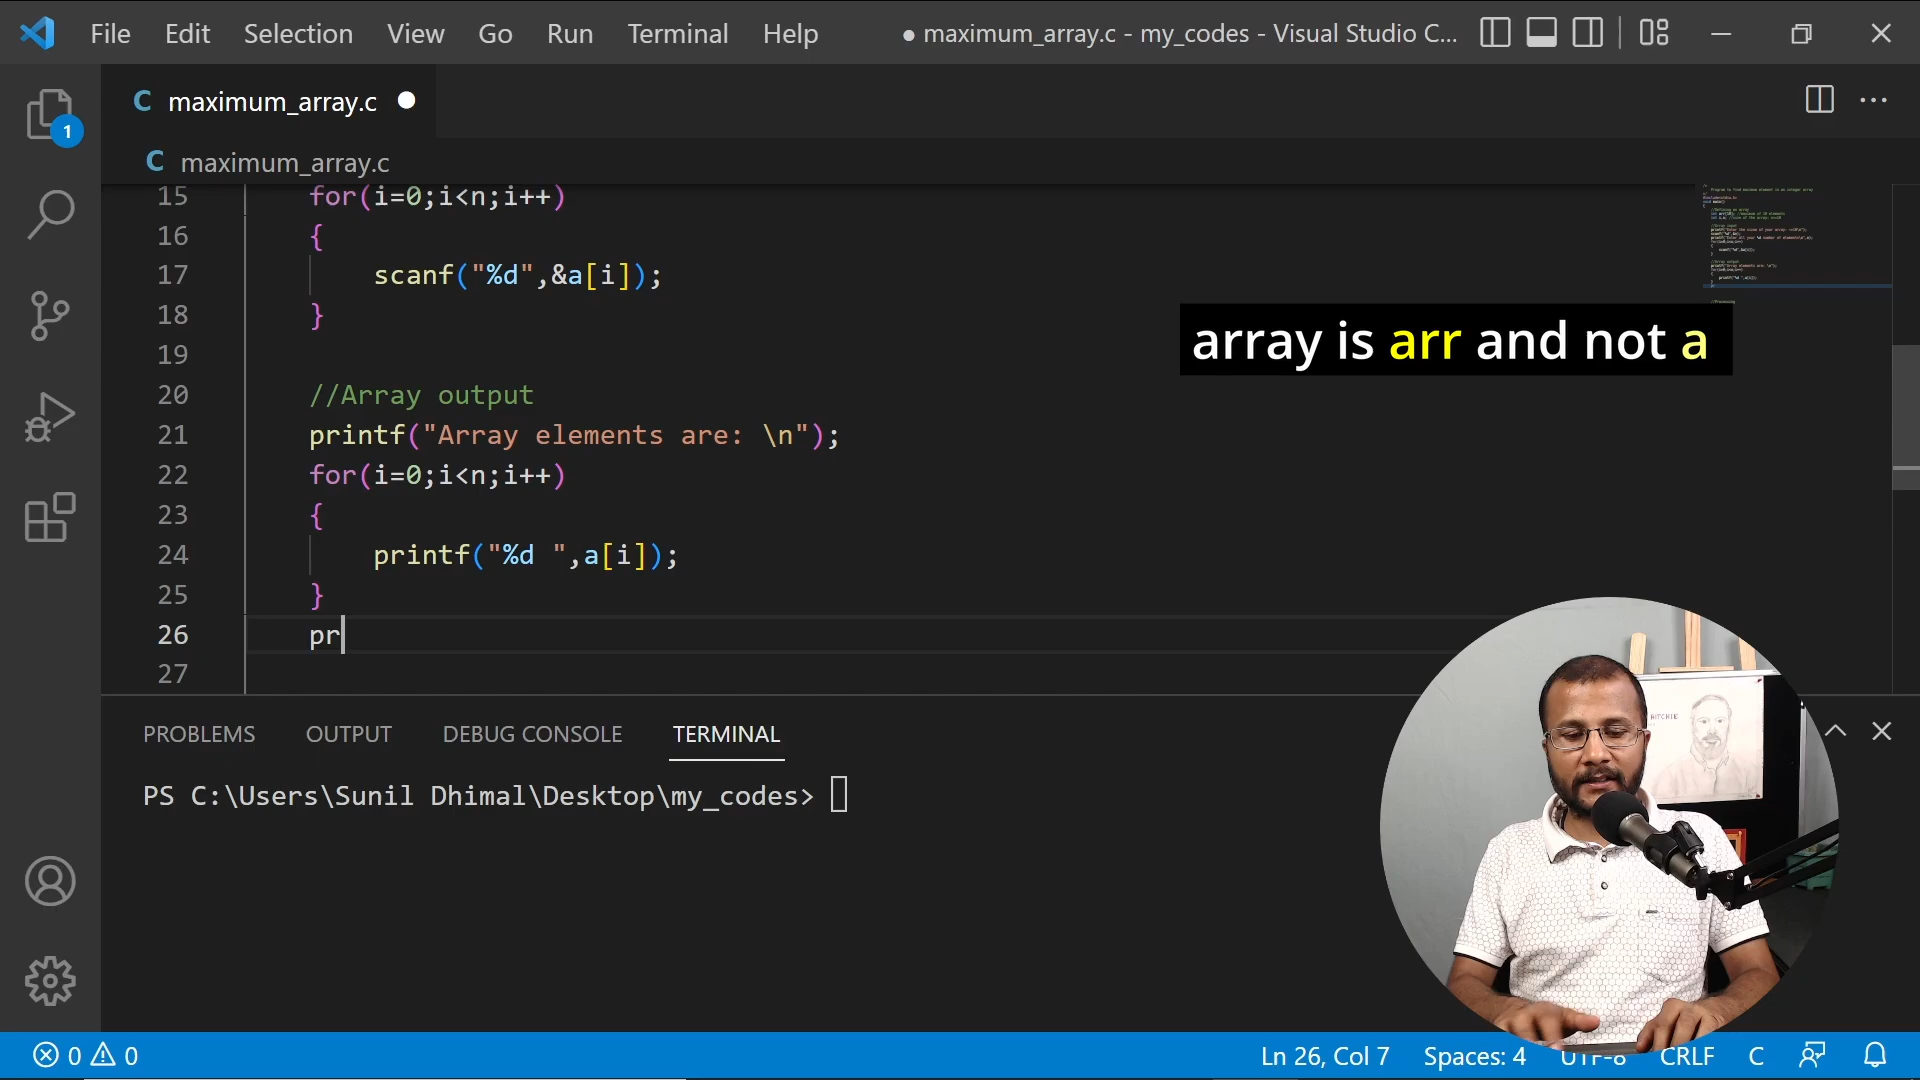 File Edit Selection View Go Run Terminal Help ● maximum_array.c - my_codes - Visual Studio C...
1
C maximum_array.c
C maximum_array.c
15 for(i=0;i<n;i++)
16 {
17 scanf("%d",&a[i]);
18 }
19
20 //Array output
21 printf("Array elements are: \n");
22 for(i=0;i<n;i++)
23 {
24 printf("%d ",a[i]);
25 }
26 pr
27
array is arr and not a
PROBLEMS OUTPUT DEBUG CONSOLE TERMINAL
PS C:\Users\Sunil Dhimal\Desktop\my_codes>
RITCHIE
0 0 Ln 26, Col 7 Spaces: 4 UTF-8 CRLF C